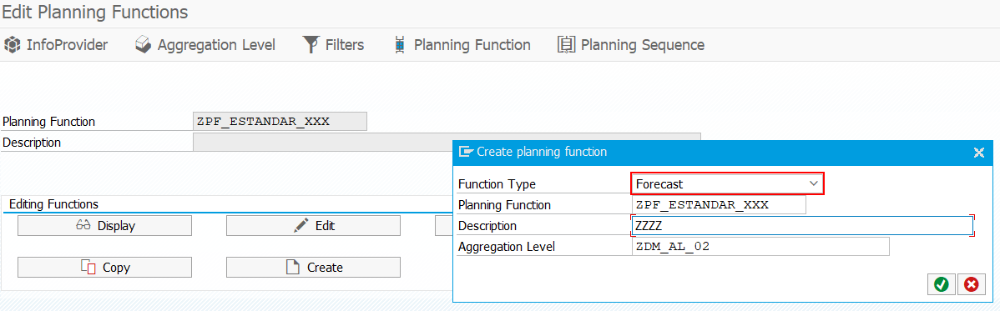 Edit Planning Functions
InfoProvider Aggregation Level Filters Planning Function Planning Sequence
Planning Function ZPF_ESTANDAR_XXX
Description
Create planning function
Function Type Forecast
Planning Function ZPF_ESTANDAR_XXX
Description ZZZZ
Aggregation Level ZDM_AL_02
Editing Functions
Display Edit
Copy Create